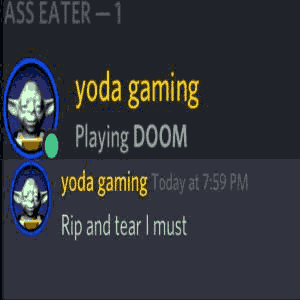 ASS EATER — 1
yoda gaming
Playing DOOM
yoda gaming Today at 7:59 PM
Rip and tear I must